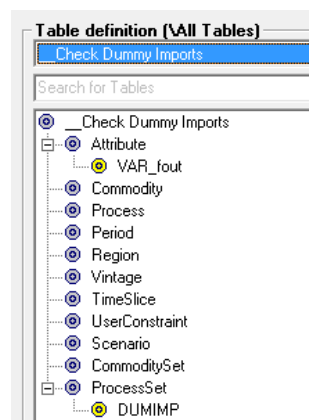 Table definition (\All Tables)
__Check Dummy Imports
Search for Tables
__Check Dummy Imports
Attribute
VAR_fout
Commodity
Process
Period
Region
Vintage
TimeSlice
UserConstraint
Scenario
CommoditySet
ProcessSet
DUMIMP